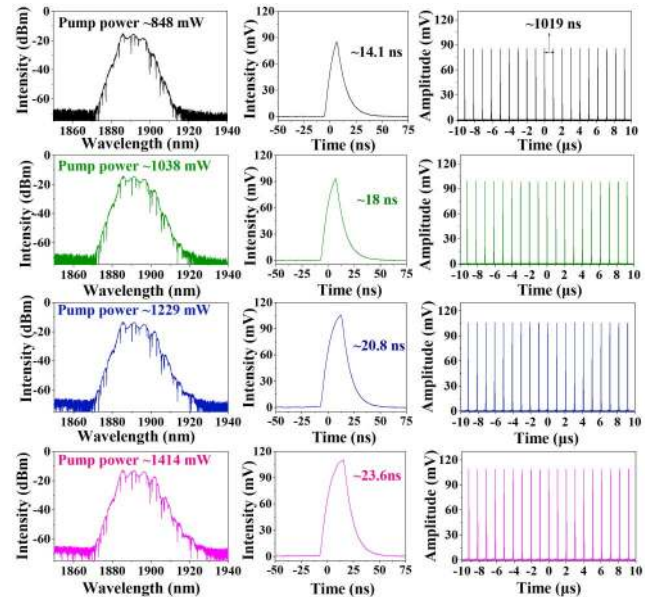 Intensity (dBm)
0
-20
-40
-60
Pump power ~848 mW
1860 1880 1900 1920 1940
Wavelength (nm)
Intensity (mV)
120
90
60
30
0
~14.1 ns
-50 -25 0 25 50 75
Time (ns)
Amplitude (mV)
150
120
90
60
30
0
~1019 ns
-10 -8 -6 -4 -2 0 2 4 6 8 10
Time (μs)
Intensity (dBm)
0
-20
-40
-60
Pump power ~1038 mW
1860 1880 1900 1920 1940
Wavelength (nm)
Intensity (mV)
120
90
60
30
0
~18 ns
-50 -25 0 25 50 75
Time (ns)
Amplitude (mV)
120
90
60
30
0
-10 -8 -6 -4 -2 0 2 4 6 8 10
Time (μs)
Intensity (dBm)
0
-20
-40
-60
Pump power ~1229 mW
1860 1880 1900 1920 1940
Wavelength (nm)
Intensity (mV)
120
90
60
30
0
~20.8 ns
-50 -25 0 25 50 75
Time (ns)
Amplitude (mV)
120
90
60
30
0
-10 -8 -6 -4 -2 0 2 4 6 8 10
Time (μs)
Intensity (dBm)
0
-20
-40
-60
Pump power ~1414 mW
1860 1880 1900 1920 1940
Wavelength (nm)
Intensity (mV)
120
90
60
30
0
~23.6ns
-50 -25 0 25 50 75
Time (ns)
Amplitude (mV)
120
90
60
30
0
-10 -8 -6 -4 -2 0 2 4 6 8 10
Time (μs)